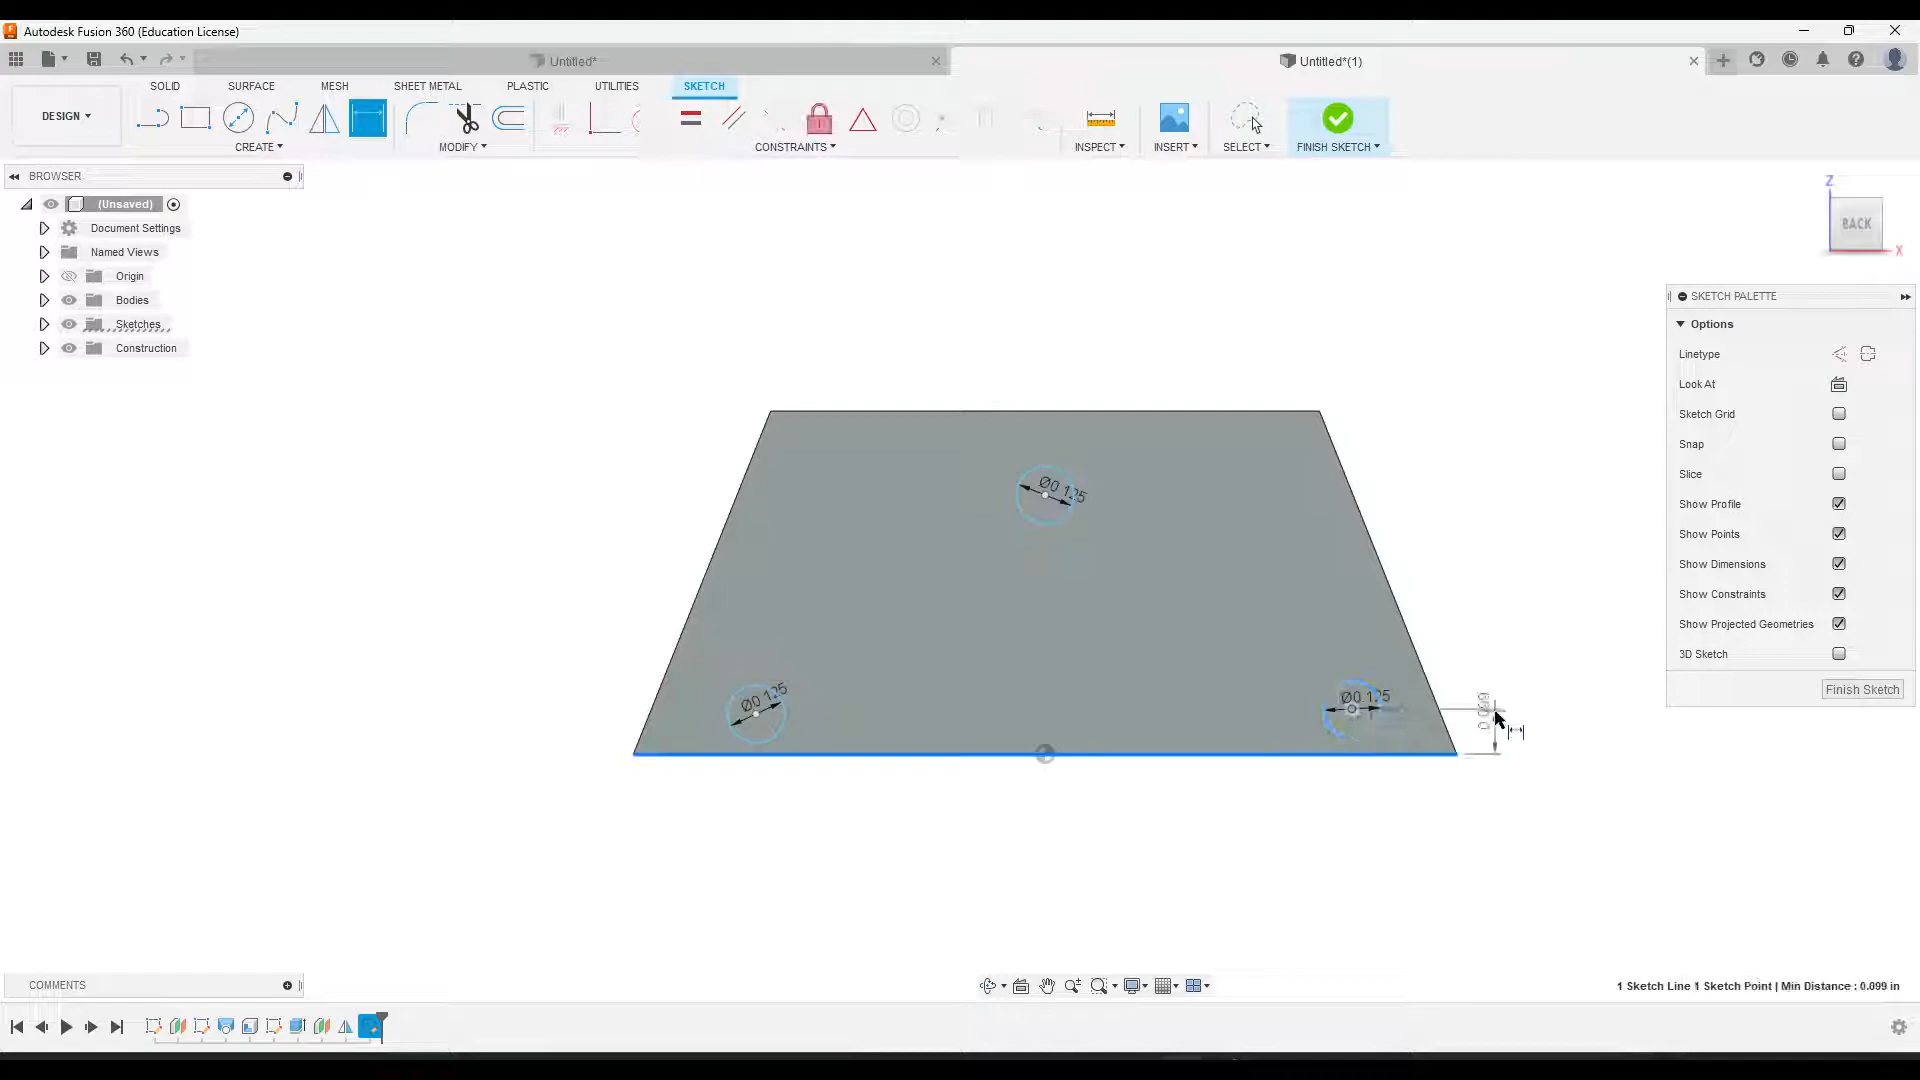 Autodesk Fusion 360 (Education License)
Untitled*
Untitled*(1)
SOLID SURFACE MESH SHEET METAL PLASTIC UTILITIES SKETCH
DESIGN
CREATE MODIFY CONSTRAINTS INSPECT INSERT SELECT FINISH SKETCH
BROWSER
(Unsaved)
Document Settings
Named Views
Origin
Bodies
Sketches
Construction
Z
BACK
X
SKETCH PALETTE
Options
Linetype
Look At
Sketch Grid
Snap
Slice
Show Profile
Show Points
Show Dimensions
Show Constraints
Show Projected Geometries
3D Sketch
Finish Sketch
Ø0.125
Ø0.125
Ø0.125
COMMENTS
1 Sketch Line 1 Sketch Point | Min Distance : 0.099 in